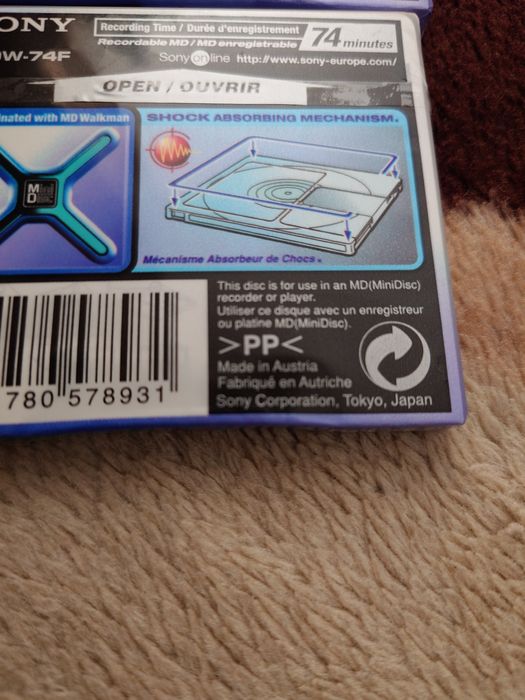 ONY
Recording Time / Durée d'enregistrement
Recordable MD / MD enregistrable
74 minutes
W-74F
Sony on line http://www.sony-europe.com/
OPEN / OUVRIR
inated with MD Walkman
SHOCK ABSORBING MECHANISM.
Mini
Disc
Mécanisme Absorbeur de Chocs.
This disc is for use in an MD(MiniDisc)
recorder or player.
Utiliser ce disque avec un enregistreur
ou platine MD(MiniDisc).
>PP<
Made in Austria
Fabriqué en Autriche
Sony Corporation, Tokyo, Japan
780 578931